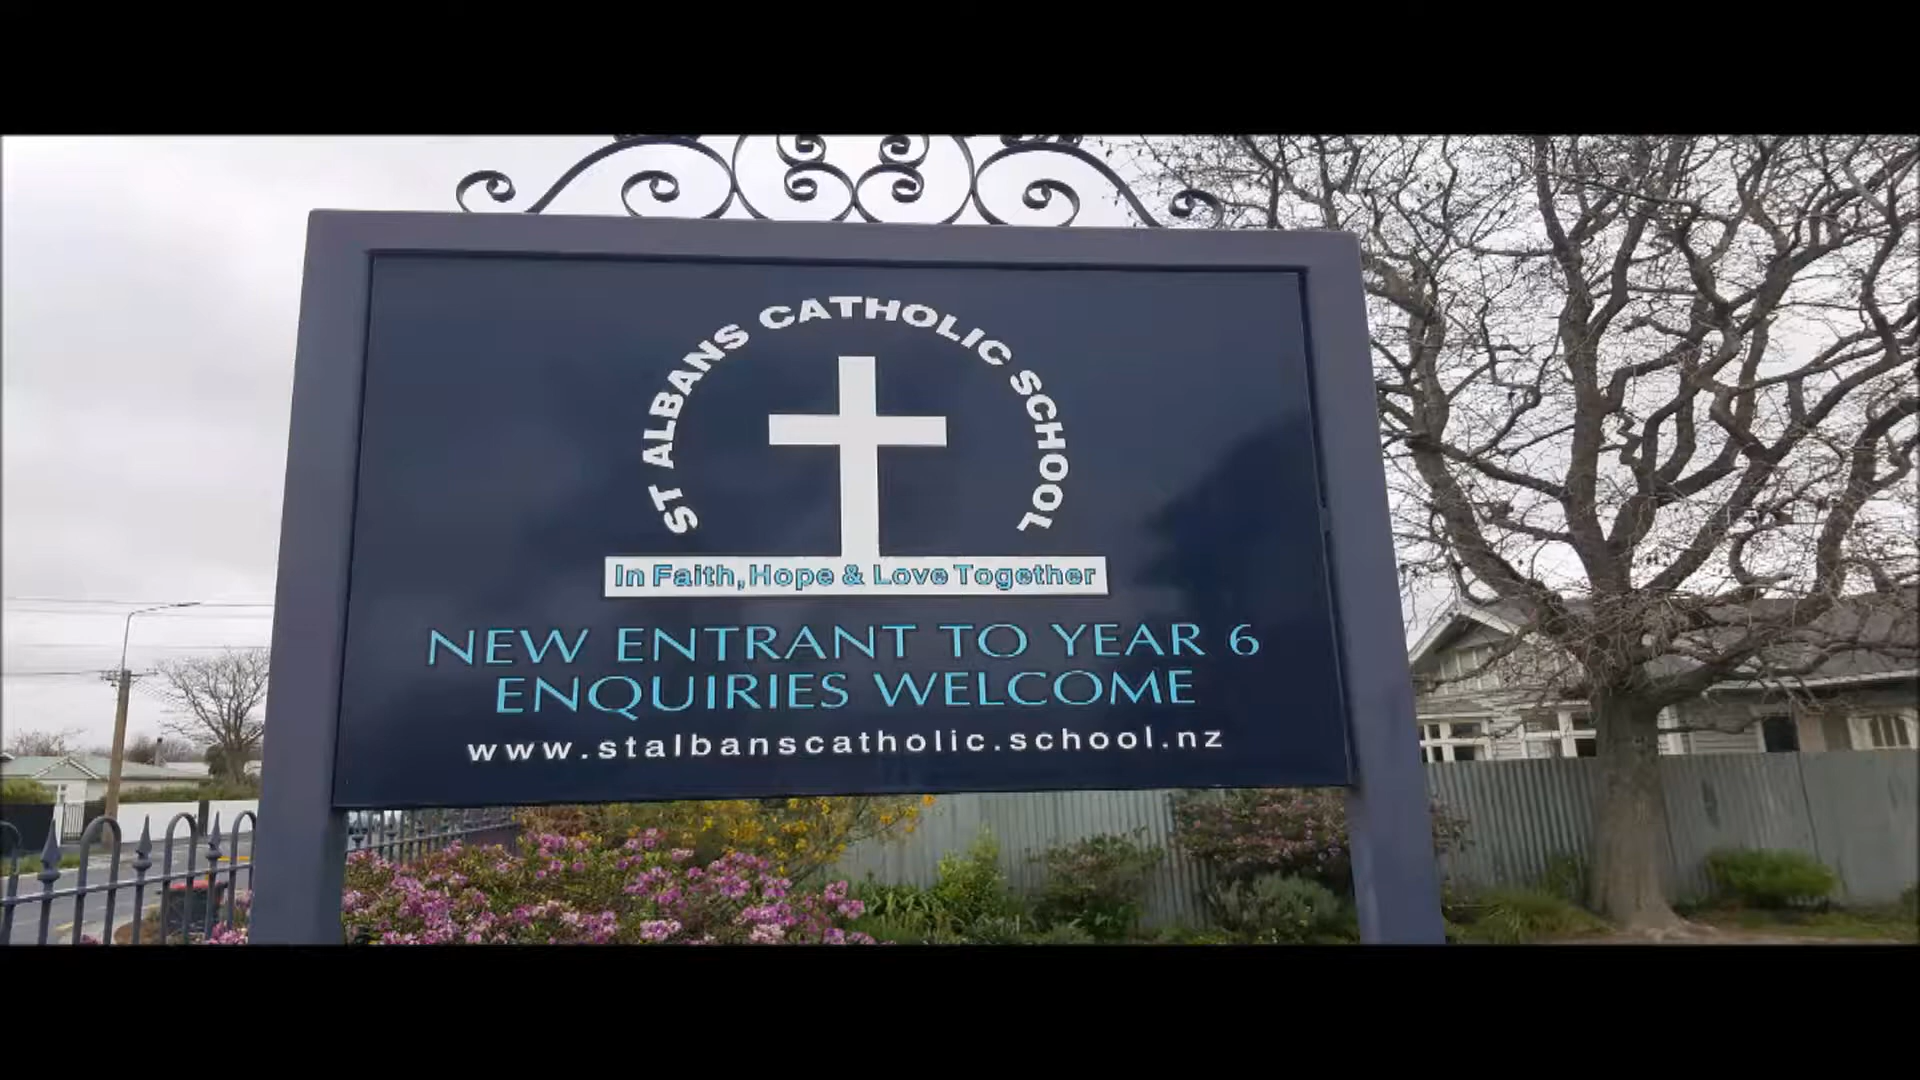 ST ALBANS CATHOLIC SCHOOL
In Faith, Hope & Love Together
NEW ENTRANT TO YEAR 6
ENQUIRIES WELCOME
www.stalbanscatholic.school.nz